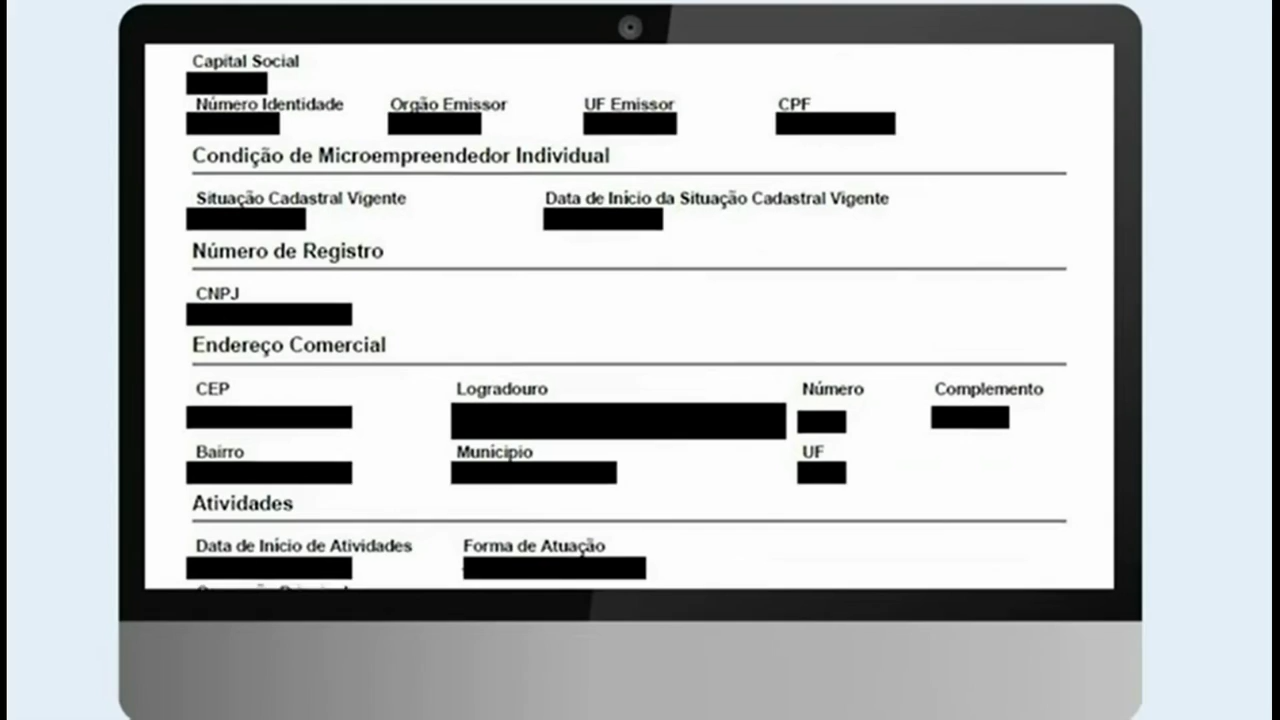 Capital Social
Número Identidade Orgão Emissor UF Emissor CPF
Condição de Microempreendedor Individual
Situação Cadastral Vigente Data de Início da Situação Cadastral Vigente
Número de Registro
CNPJ
Endereço Comercial
CEP Logradouro Número Complemento
Bairro Município UF
Atividades
Data de Início de Atividades Forma de Atuação